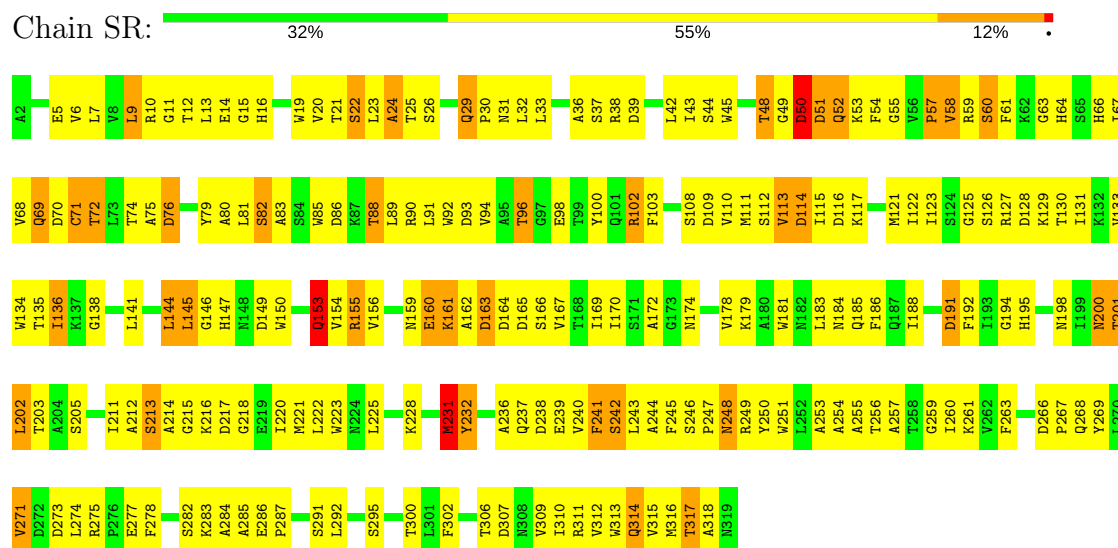 Chain SR:
32% 55% 12% •
A2 E5 V6 L7 V8 L9 R10 G11 T12 L13 E14 G15 H16 W19 V20 T21 S22 L23 A24 T25 S26 Q29 P30 N31 L32 L33 A36 S37 R38 D39 L42 I43 S44 W45 T48 G49 D50 D51 Q52 K53 F54 G55 V56 P57 V58 R59 S60 F61 K62 G63 H64 S65 H66 I67
V68 Q69 D70 C71 T72 L73 T74 A75 D76 Y79 A80 L81 S82 A83 S84 W85 D86 K87 T88 L89 R90 L91 W92 D93 V94 A95 T96 G97 E98 T99 Y100 Q101 R102 F103 S108 D109 V110 M111 S112 V113 D114 I115 D116 K117 M121 I122 I123 S124 G125 S126 R127 D128 K129 T130 I131 K132 V133
W134 T135 I136 K137 G138 L141 L144 L145 G146 H147 N148 D149 W150 Q153 V154 R155 V156 N159 E160 K161 A162 D163 D164 D165 S166 V167 T168 I169 I170 S171 A172 G173 N174 V178 K179 A180 W181 N182 L183 N184 Q185 F186 Q187 I188 D191 F192 I193 G194 H195 N198 I199 N200 T201
L202 T203 A204 S205 I211 A212 S213 A214 G215 K216 D217 G218 E219 I220 M221 L222 W223 N224 L225 K228 M231 Y232 A236 Q237 D238 E239 V240 F241 S242 L243 A244 F245 S246 P247 N248 R249 Y250 W251 L252 A253 A254 A255 T256 A257 T258 G259 I260 K261 V262 F263 D266 P267 Q268 Y269 L270
V271 D272 D273 L274 R275 P276 E277 F278 S282 K283 A284 A285 E286 P287 S291 L292 S295 T300 L301 F302 T306 D307 N308 V309 I310 R311 V312 W313 Q314 V315 M316 T317 A318 N319